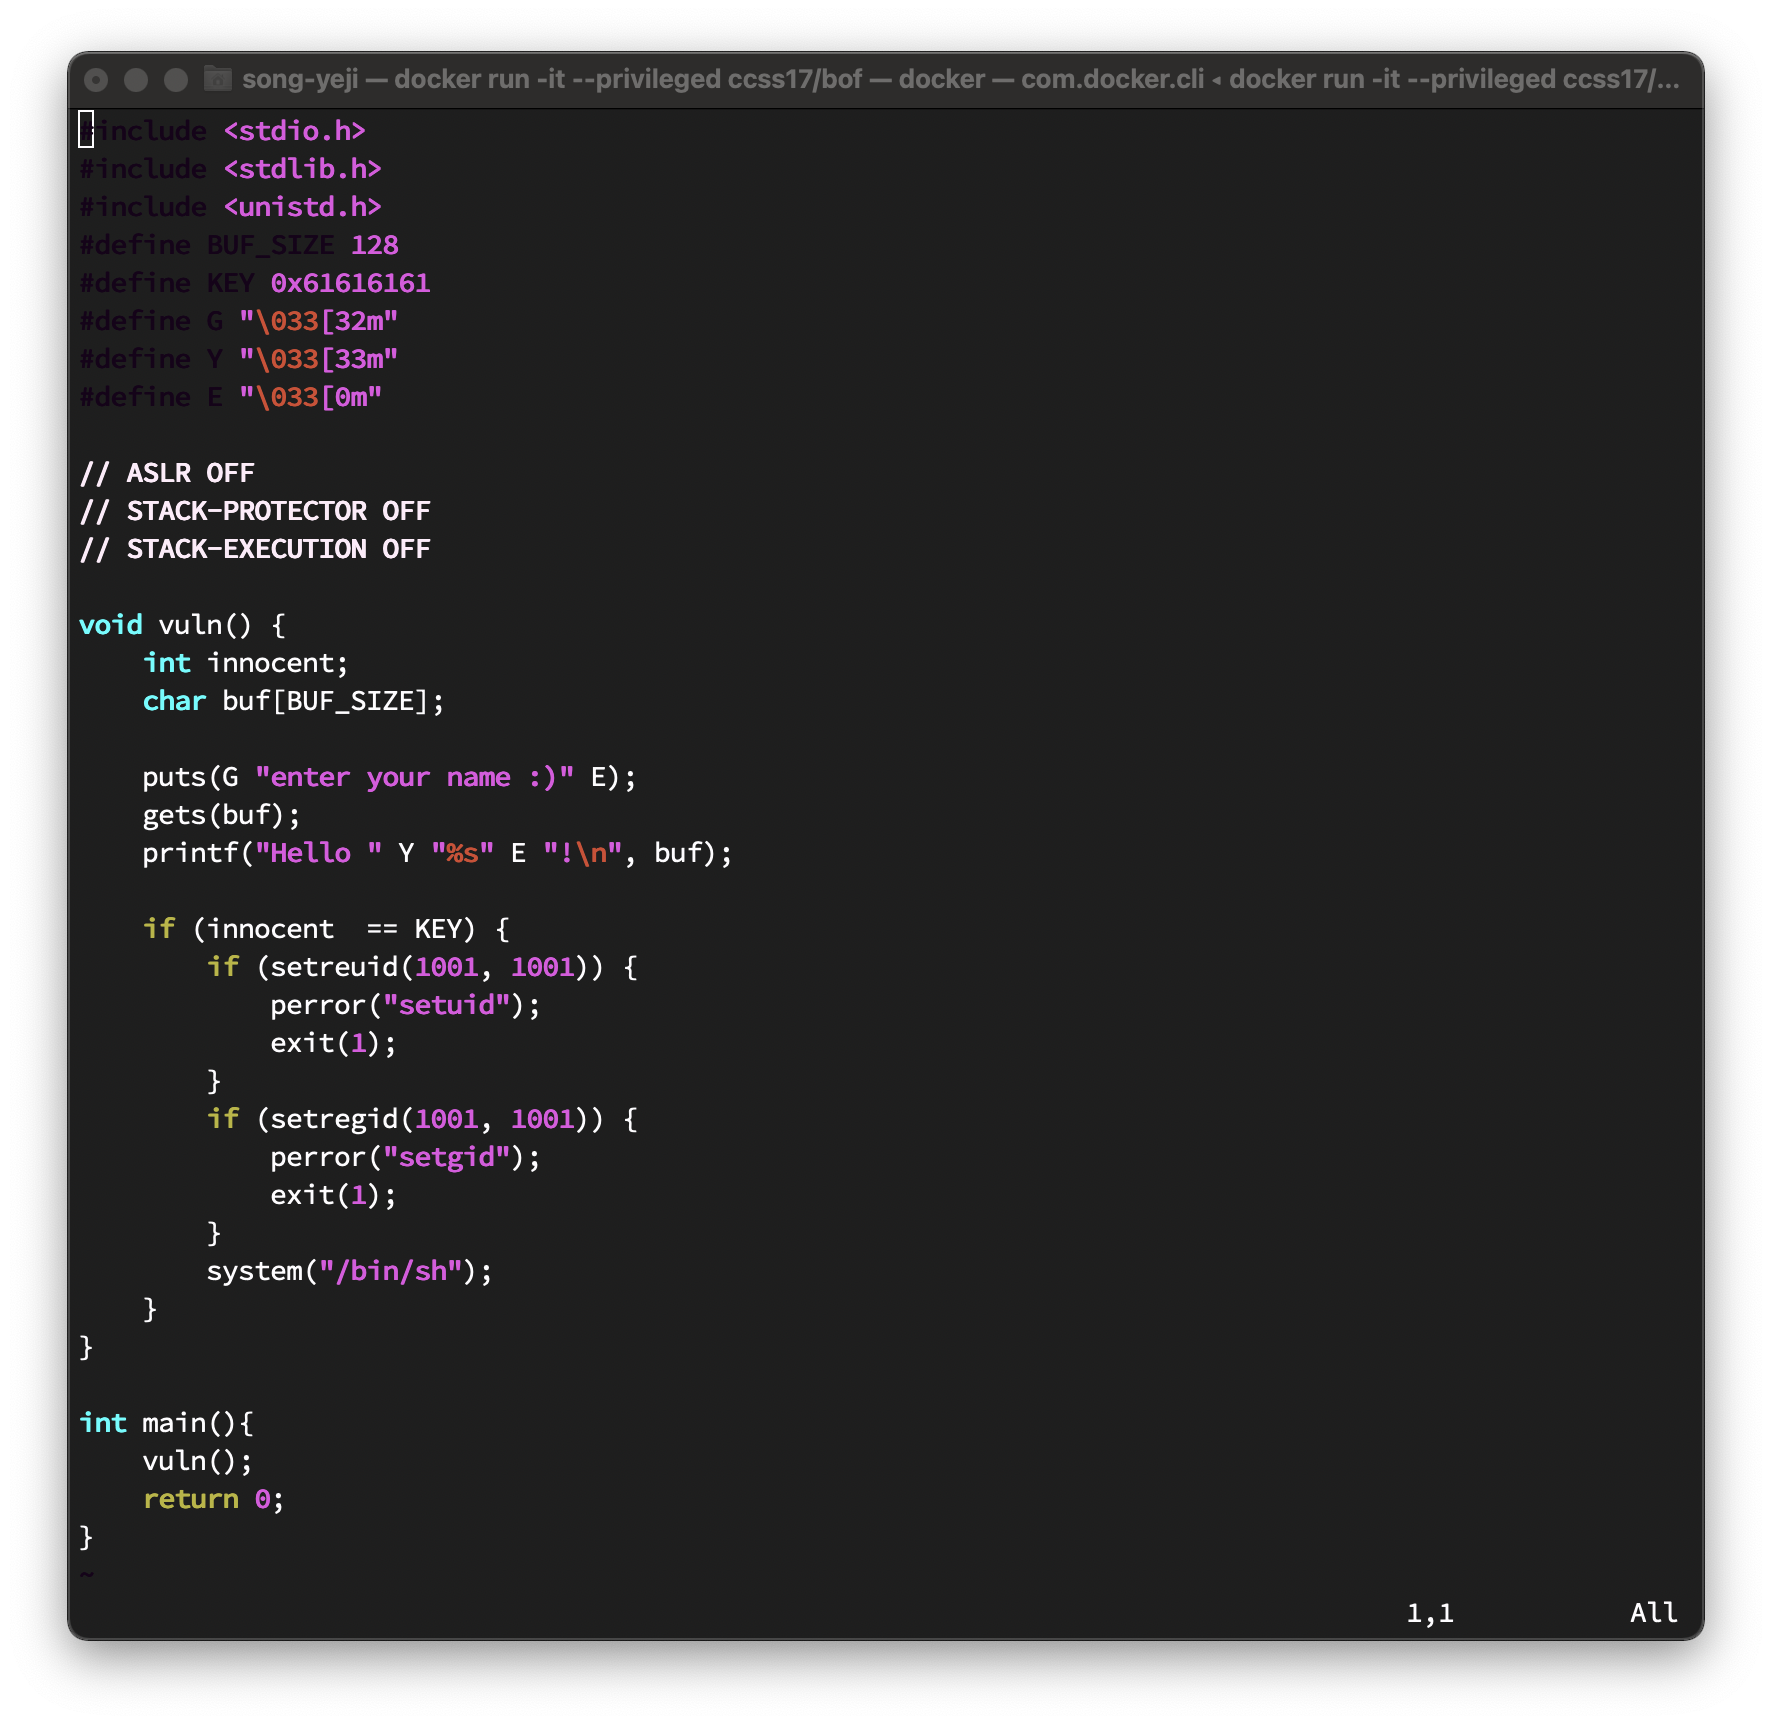 song-yeji — docker run -it --privileged ccss17/bof — docker — com.docker.cli ◂ docker run -it --privileged ccss17/...
#include <stdio.h>
#include <stdlib.h>
#include <unistd.h>
#define BUF_SIZE 128
#define KEY 0x61616161
#define G "\033[32m"
#define Y "\033[33m"
#define E "\033[0m"

// ASLR OFF
// STACK-PROTECTOR OFF
// STACK-EXECUTION OFF

void vuln() {
    int innocent;
    char buf[BUF_SIZE];

    puts(G "enter your name :)" E);
    gets(buf);
    printf("Hello " Y "%s" E "!\n", buf);

    if (innocent  == KEY) {
        if (setreuid(1001, 1001)) {
            perror("setuid");
            exit(1);
        }
        if (setregid(1001, 1001)) {
            perror("setgid");
            exit(1);
        }
        system("/bin/sh");
    }
}

int main(){
    vuln();
    return 0;
}
~
1,1 All